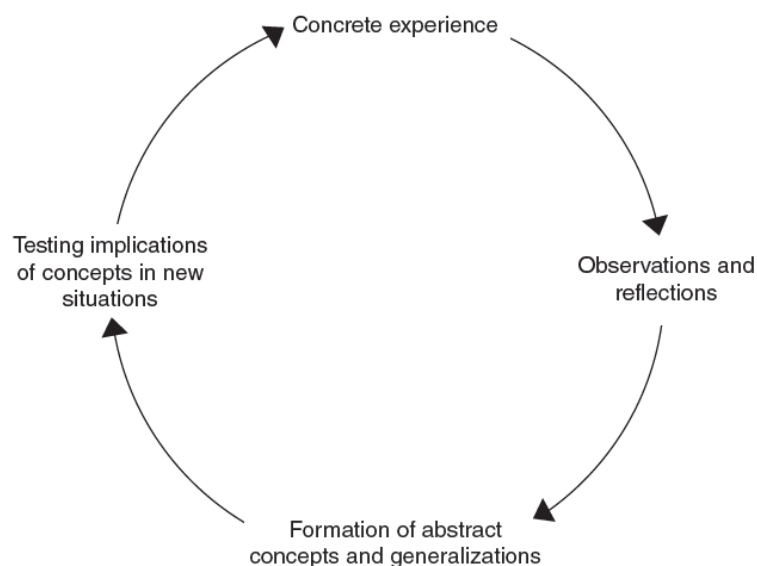 Concrete experience
Observations and
reflections
Formation of abstract
concepts and generalizations
Testing implications
of concepts in new
situations